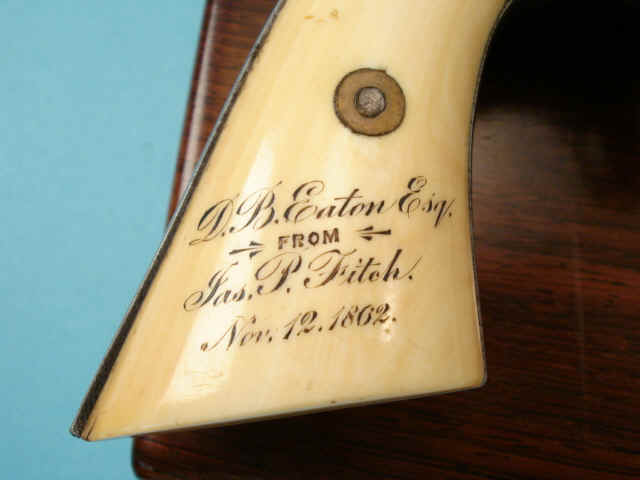 D. B. Eaton Esq.
FROM
Jas. P. Fitch.
Nov. 12. 1862.